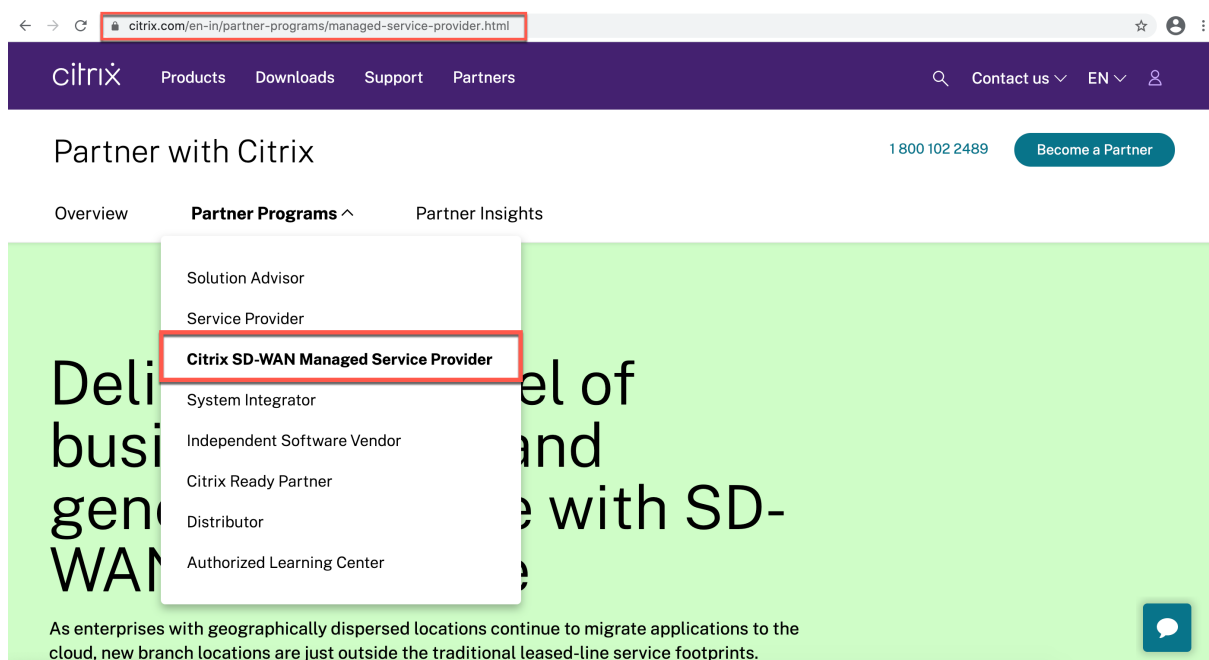 citrix.com/en-in/partner-programs/managed-service-provider.html
citrix Products Downloads Support Partners Contact us EN
Partner with Citrix 1 800 102 2489 Become a Partner
Overview Partner Programs Partner Insights
Solution Advisor
Service Provider
Citrix SD-WAN Managed Service Provider
System Integrator
Independent Software Vendor
Citrix Ready Partner
Distributor
Authorized Learning Center
Deli el of
busi and
gen e with SD-
WAN e
As enterprises with geographically dispersed locations continue to migrate applications to the
cloud, new branch locations are just outside the traditional leased-line service footprints.